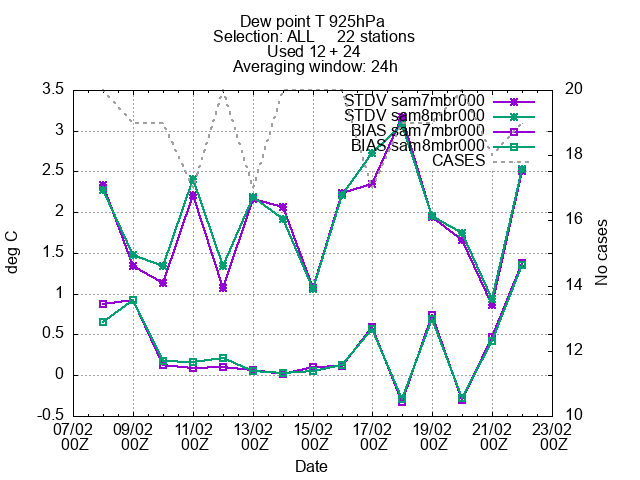 Dew point T 925hPa
Selection: ALL     22 stations
Used 12 + 24
Averaging window: 24h
3.5
3
2.5
2
1.5
1
0.5
0
-0.5
deg C
20
18
16
14
12
10
No cases
STDV sam7mbr000
STDV sam8mbr000
BIAS sam7mbr000
BIAS sam8mbr000
CASES
07/02 09/02 11/02 13/02 15/02 17/02 19/02 21/02 23/02
00Z 00Z 00Z 00Z 00Z 00Z 00Z 00Z 00Z
Date